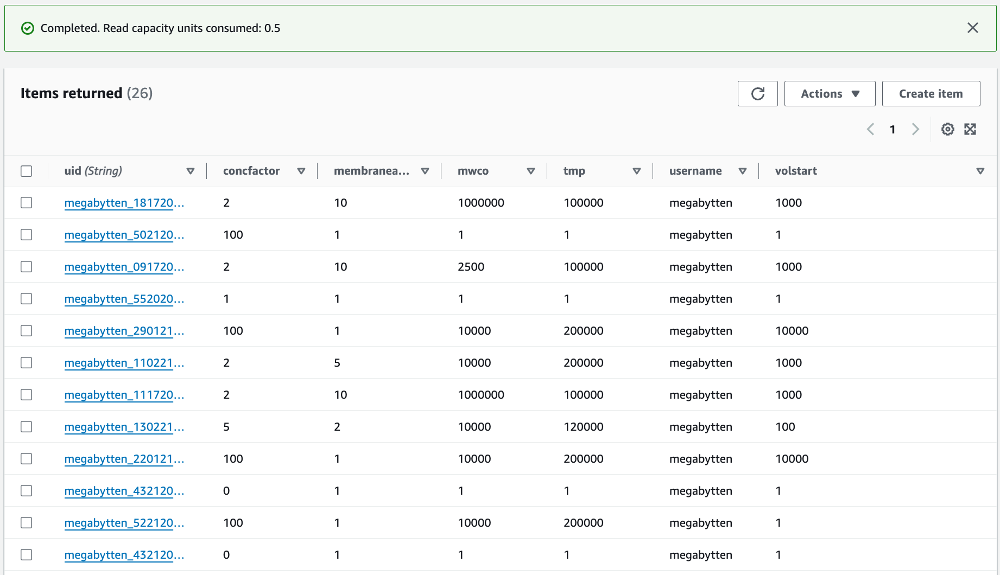 Completed. Read capacity units consumed: 0.5
Items returned (26)
Actions Create item
1
uid (String) concfactor membranea... mwco tmp username volstart
megabytten_181720... 2 10 1000000 100000 megabytten 1000
megabytten_502120... 100 1 1 1 megabytten 1
megabytten_091720... 2 10 2500 100000 megabytten 1000
megabytten_552020... 1 1 1 1 megabytten 1
megabytten_290121... 100 1 10000 200000 megabytten 10000
megabytten_110221... 2 5 10000 200000 megabytten 1000
megabytten_111720... 2 10 1000000 100000 megabytten 1000
megabytten_130221... 5 2 10000 120000 megabytten 100
megabytten_220121... 100 1 10000 200000 megabytten 10000
megabytten_432120... 0 1 1 1 megabytten 1
megabytten_522120... 100 1 10000 200000 megabytten 1
megabytten_432120... 0 1 1 1 megabytten 1